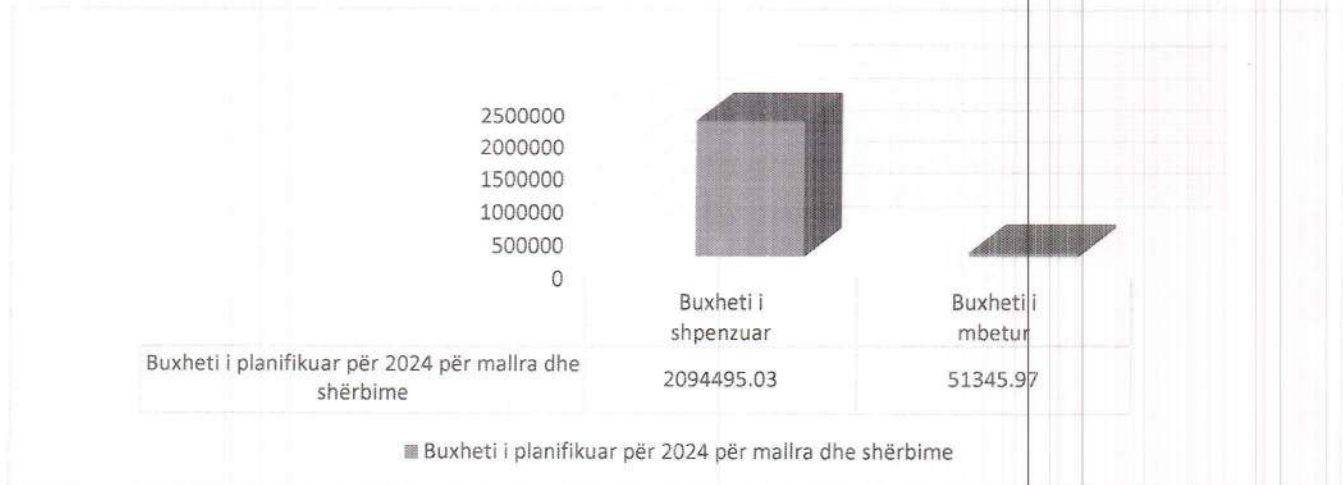 2500000
2000000
1500000
1000000
500000
0
Buxheti i
shpenzuar
Buxheti i
mbetur
Buxheti i planifikuar për 2024 për mallra dhe
shërbime
2094495.03
51345.97
Buxheti i planifikuar për 2024 për mallra dhe shërbime